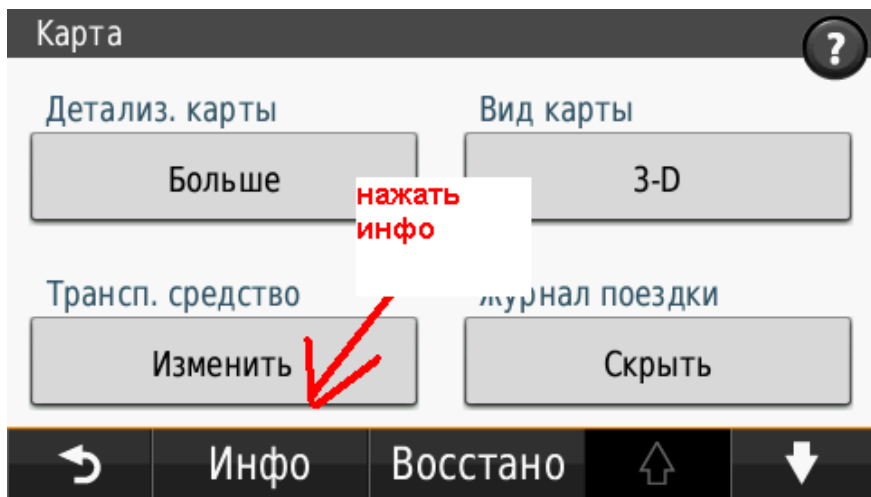 Карта
?
Детализ. карты
Вид карты
Больше
3-D
нажать
инфо
Трансп. средство
Журнал поездки
Изменить
Скрыть
Инфо
Восстано